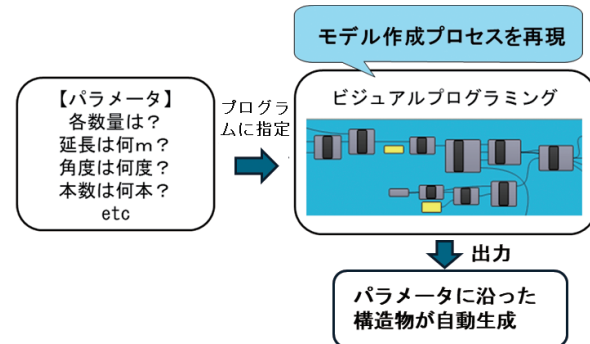 モデル作成プロセスを再現
【パラメータ】
各数量は？
延長は何ｍ？
角度は何度？
本数は何本？
etc
プログラ
ムに指定
ビジュアルプログラミング
出力
パラメータに沿った
構造物が自動生成